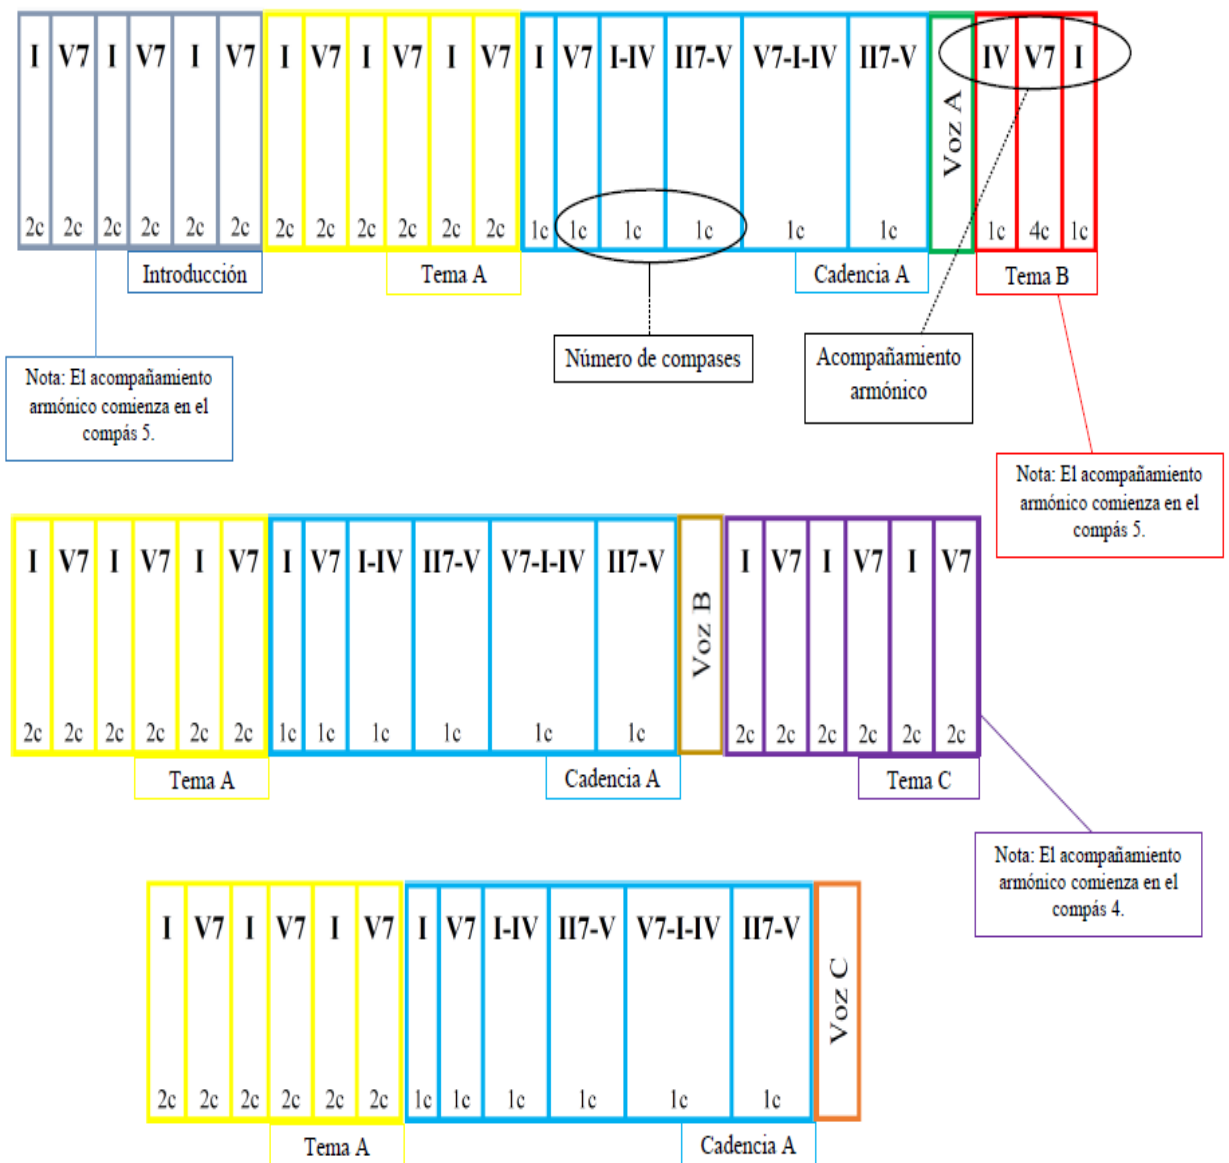 I V7 I V7 I V7 I V7 I V7 I V7 I V7 I-IV II7-V V7-I-IV II7-V Voz A IV V7 I
2c 2c 2c 2c 2c 2c 2c 2c 2c 2c 2c 2c 1c 1c 1c 1c 1c 1c 1c 4c 1c
Introducción Tema A Cadencia A Tema B
Número de compases
Acompañamiento
armónico
Nota: El acompañamiento
armónico comienza en el
compás 5.
Nota: El acompañamiento
armónico comienza en el
compás 5.
I V7 I V7 I V7 I V7 I-IV II7-V V7-I-IV II7-V Voz B I V7 I V7 I V7
2c 2c 2c 2c 2c 2c 1c 1c 1c 1c 1c 1c 2c 2c 2c 2c 2c 2c
Tema A Cadencia A Tema C
Nota: El acompañamiento
armónico comienza en el
compás 4.
I V7 I V7 I V7 I V7 I-IV II7-V V7-I-IV II7-V Voz C
2c 2c 2c 2c 2c 2c 1c 1c 1c 1c 1c 1c
Tema A Cadencia A